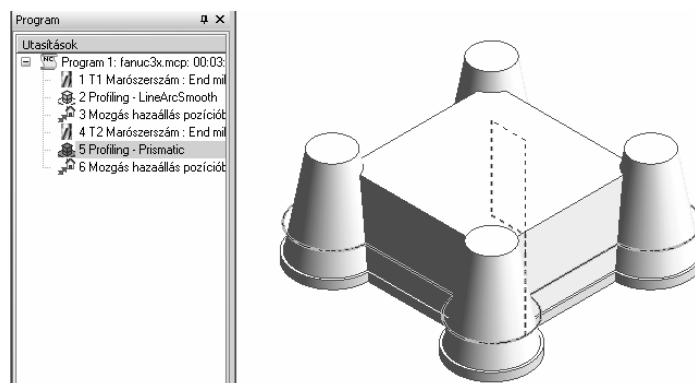 Program
Utasítások
Program 1: fanuc3x.mcp: 00:03:
1 T1 Marószerszám : End mil
2 Profiling - LineArcSmooth
3 Mozgás hazaállás pozíciób
4 T2 Marószerszám : End mil
5 Profiling - Prismatic
6 Mozgás hazaállás pozíciób